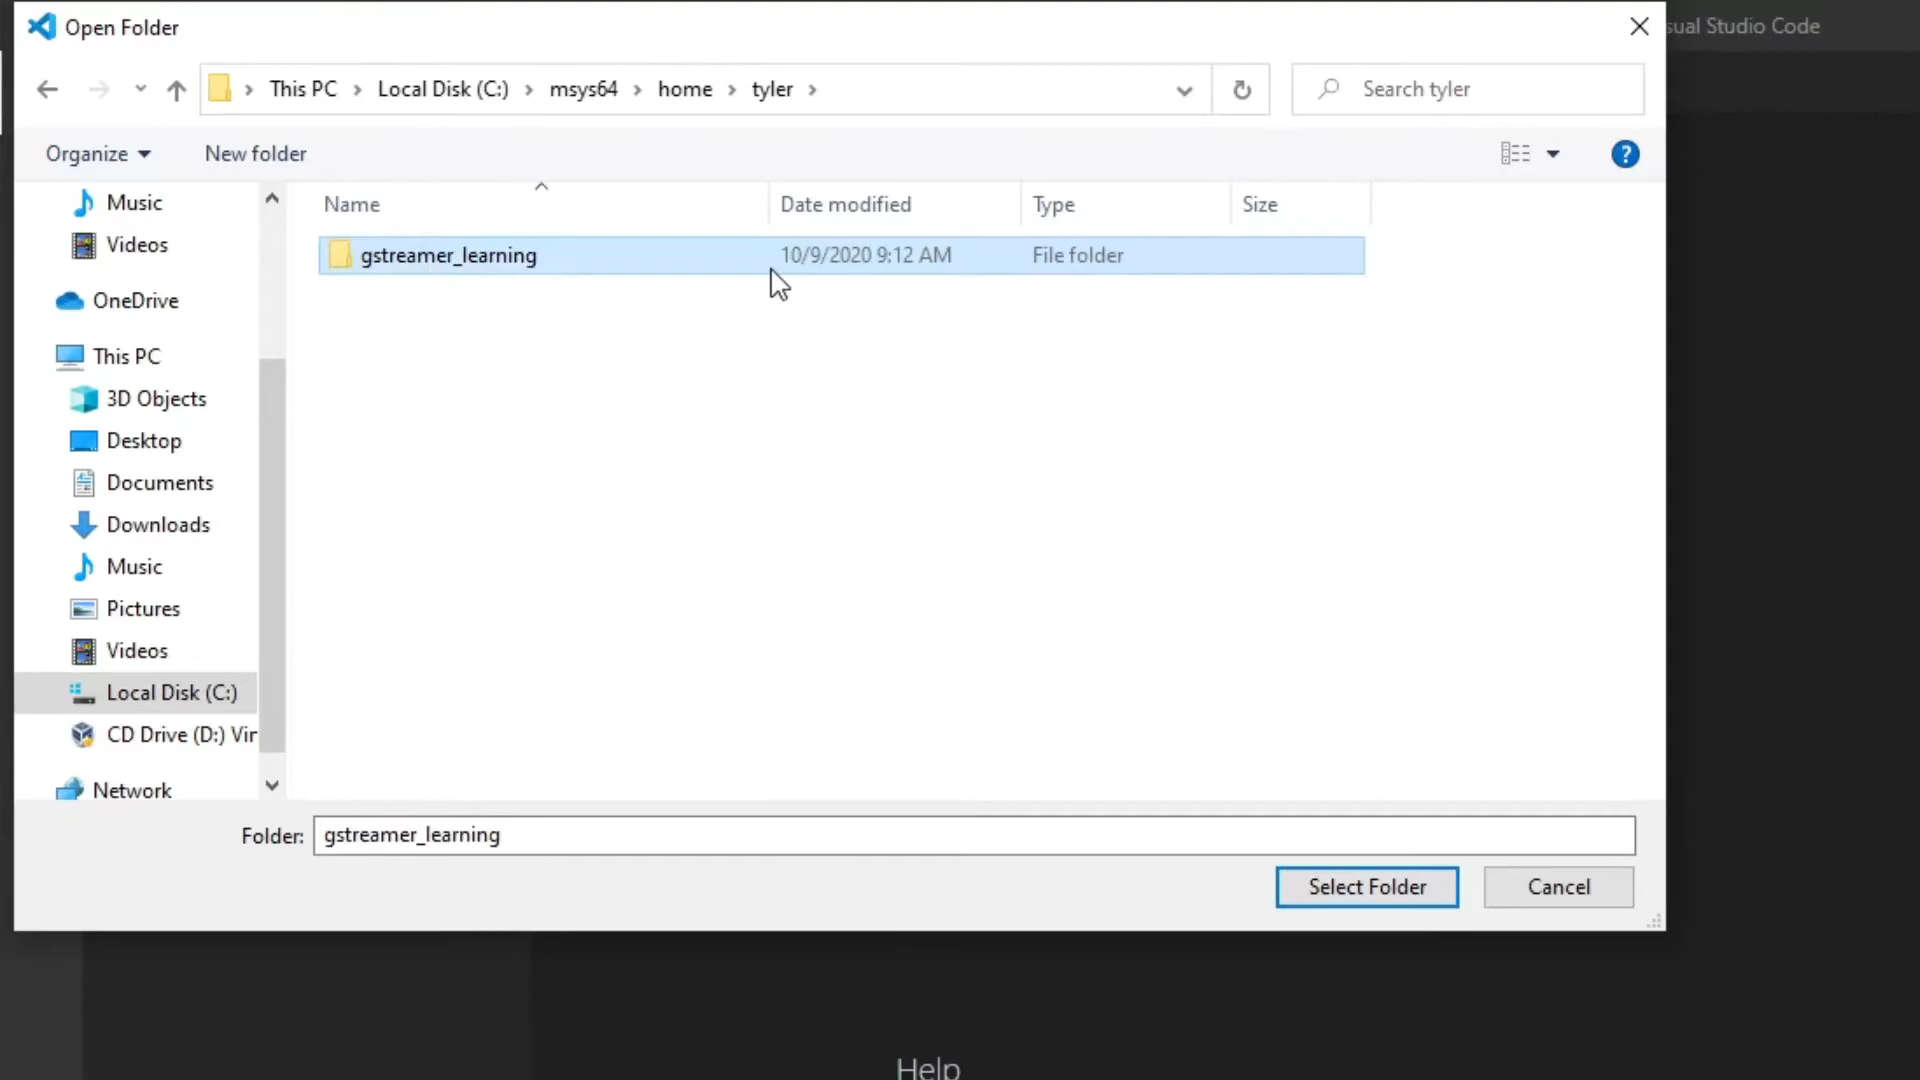 Open Folder
sual Studio Code
This PC > Local Disk (C:) > msys64 > home > tyler >
Search tyler
Organize
New folder
?
Name
Date modified
Type
Size
gstreamer_learning
10/9/2020 9:12 AM
File folder
Music
Videos
OneDrive
This PC
3D Objects
Desktop
Documents
Downloads
Music
Pictures
Videos
Local Disk (C:)
CD Drive (D:) Vir
Network
Folder: gstreamer_learning
Select Folder
Cancel
Help